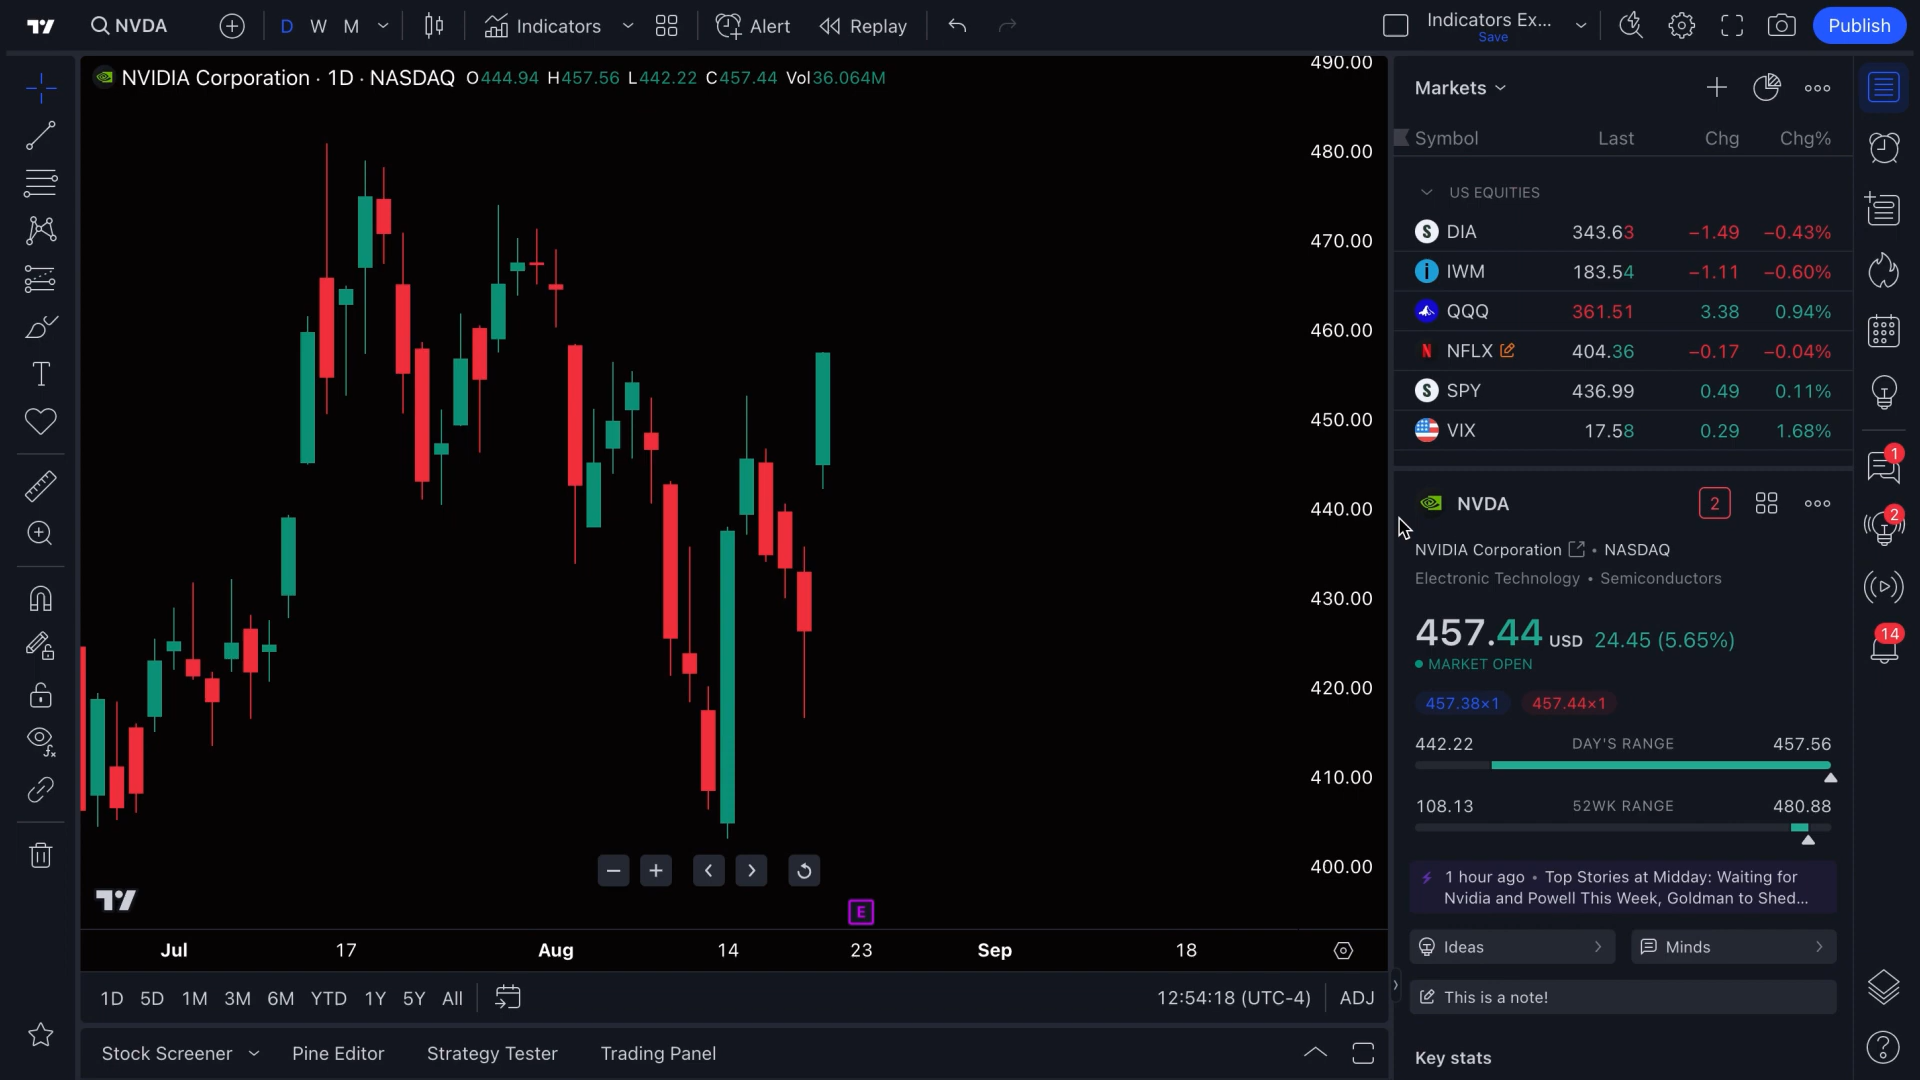 NVDA
D W M
Indicators
Alert
Replay
Indicators Ex...
Save
Publish
NVIDIA Corporation · 1D · NASDAQ O444.94 H457.56 L442.22 C457.44 Vol36.064M
490.00
480.00
470.00
460.00
450.00
440.00
430.00
420.00
410.00
400.00
E
Jul 17 Aug 14 23 Sep 18
1D 5D 1M 3M 6M YTD 1Y 5Y All
12:54:18 (UTC-4) ADJ
Stock Screener Pine Editor Strategy Tester Trading Panel
Markets
Symbol Last Chg Chg%
US EQUITIES
S DIA 343.63 −1.49 −0.43%
i IWM 183.54 −1.11 −0.60%
QQQ 361.51 3.38 0.94%
N NFLX 404.36 −0.17 −0.04%
S SPY 436.99 0.49 0.11%
VIX 17.58 0.29 1.68%
NVDA 2
NVIDIA Corporation • NASDAQ
Electronic Technology • Semiconductors
457.44 USD 24.45 (5.65%)
MARKET OPEN
457.38×1 457.44×1
442.22 DAY'S RANGE 457.56
108.13 52WK RANGE 480.88
1 hour ago • Top Stories at Midday: Waiting for
Nvidia and Powell This Week, Goldman to Shed...
Ideas Minds
This is a note!
Key stats
1
2
14